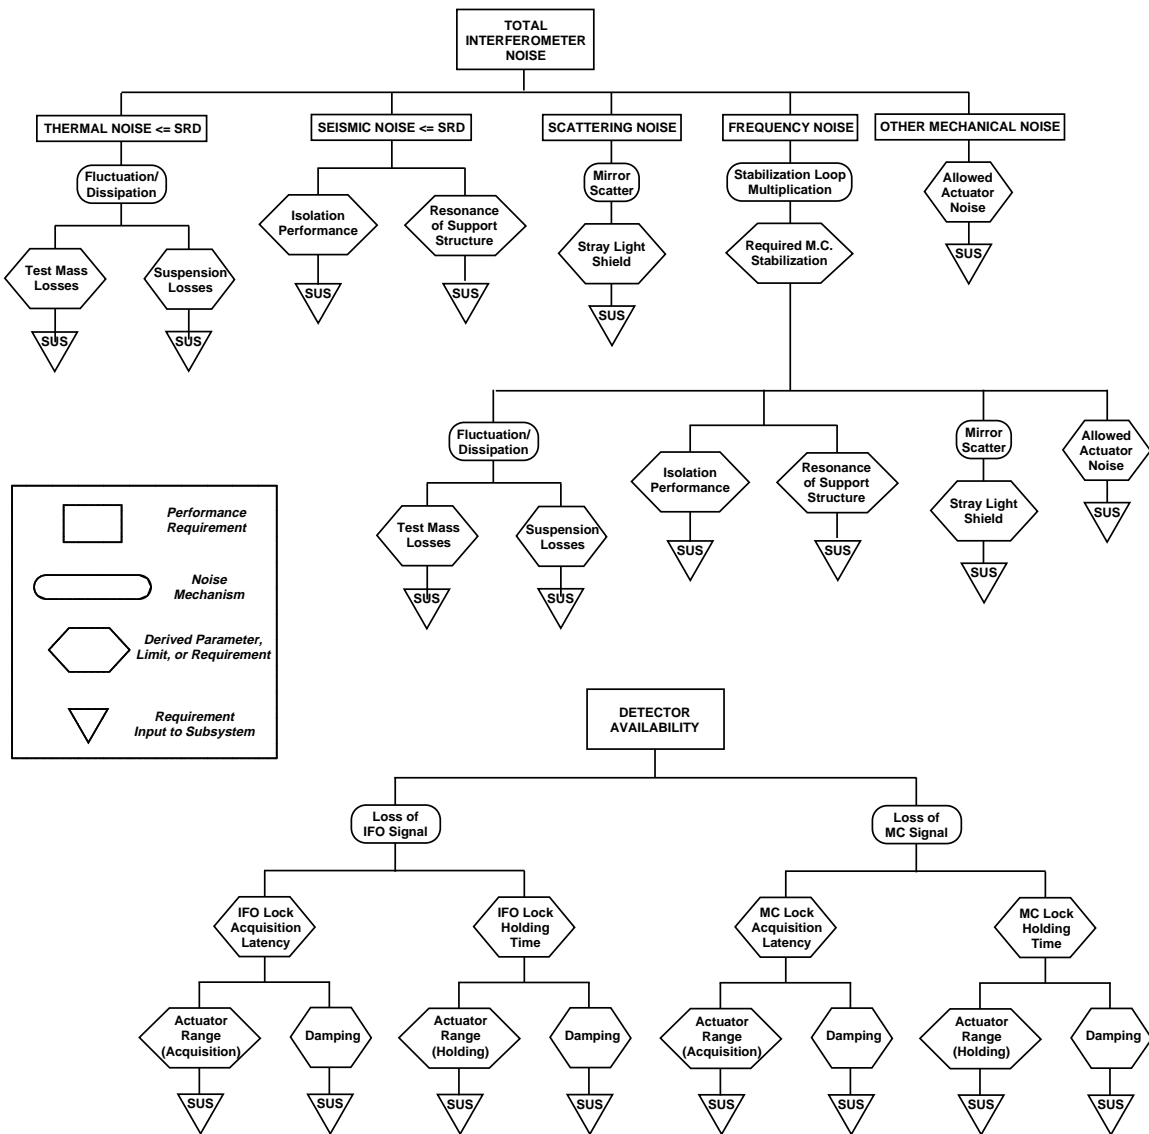 TOTAL
INTERFEROMETER
NOISE
THERMAL NOISE <= SRD
SEISMIC NOISE <= SRD
SCATTERING NOISE
FREQUENCY NOISE
OTHER MECHANICAL NOISE
Fluctuation/
Dissipation
Mirror
Scatter
Stabilization Loop
Multiplication
Allowed
Actuator
Noise
Isolation
Performance
Resonance
of Support
Structure
Stray Light
Shield
Required M.C.
Stabilization
SUS
Test Mass
Losses
Suspension
Losses
SUS
SUS
SUS
SUS
SUS
Fluctuation/
Dissipation
Mirror
Scatter
Allowed
Actuator
Noise
Isolation
Performance
Resonance
of Support
Structure
Test Mass
Losses
Suspension
Losses
Stray Light
Shield
SUS
SUS
SUS
SUS
SUS
SUS
Performance
Requirement
Noise
Mechanism
Derived Parameter,
Limit, or Requirement
Requirement
Input to Subsystem
DETECTOR
AVAILABILITY
Loss of
IFO Signal
Loss of
MC Signal
IFO Lock
Acquisition
Latency
IFO Lock
Holding
Time
MC Lock
Acquisition
Latency
MC Lock
Holding
Time
Actuator
Range
(Acquisition)
Damping
Actuator
Range
(Holding)
Damping
Actuator
Range
(Acquisition)
Damping
Actuator
Range
(Holding)
Damping
SUS
SUS
SUS
SUS
SUS
SUS
SUS
SUS